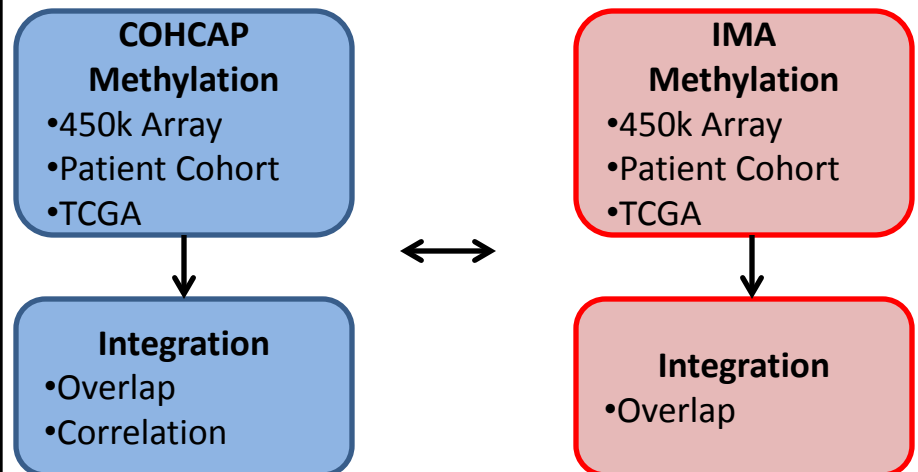 COHCAP
Methylation
•450k Array
•Patient Cohort
•TCGA
IMA
Methylation
•450k Array
•Patient Cohort
•TCGA
Integration
•Overlap
•Correlation
Integration
•Overlap